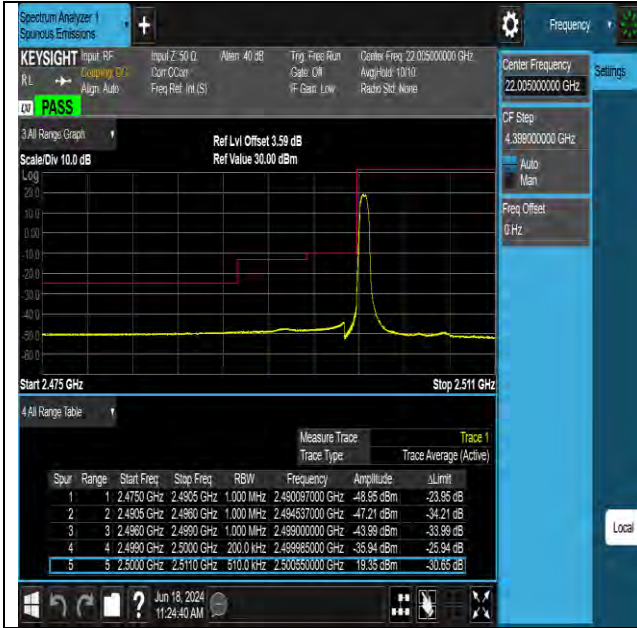 Spectrum Analyzer 1
Spurious Emissions
+
Frequency
KEYSIGHT Input: RF Input Z: 50 Ω Atten: 40 dB Trig: Free Run Center Freq: 22.005000000 GHz
RL Coupling: DC Corr CCorr Gate: Off Avg|Hold: 10/10
Align: Auto Freq Ref: Int (S) IF Gain: Low Radio Std: None
PASS
Center Frequency
22.005000000 GHz
Settings
CF Step
4.399000000 GHz
Auto
Man
Freq Offset
0 Hz
3 All Range Graph
Ref Lvl Offset 3.59 dB
Scale/Div 10.0 dB Ref Value 30.00 dBm
Log
20.0
10.0
0.00
-10.0
-20.0
-30.0
-40.0
-50.0
-60.0
Start 2.475 GHz Stop 2.511 GHz
4 All Range Table
Measure Trace Trace 1
Trace Type Trace Average (Active)
Spur Range Start Freq Stop Freq RBW Frequency Amplitude ΔLimit
1 1 2.4750 GHz 2.4905 GHz 1.000 MHz 2.490097000 GHz -48.95 dBm -23.95 dB
2 2 2.4905 GHz 2.4960 GHz 1.000 MHz 2.494537000 GHz -47.21 dBm -34.21 dB
3 3 2.4960 GHz 2.4990 GHz 1.000 MHz 2.499000000 GHz -43.99 dBm -33.99 dB
4 4 2.4990 GHz 2.5000 GHz 200.0 kHz 2.499985000 GHz -35.94 dBm -25.94 dB
5 5 2.5000 GHz 2.5110 GHz 510.0 kHz 2.500550000 GHz 19.35 dBm -30.65 dB
Local
?
Jun 18, 2024
11:24:40 AM